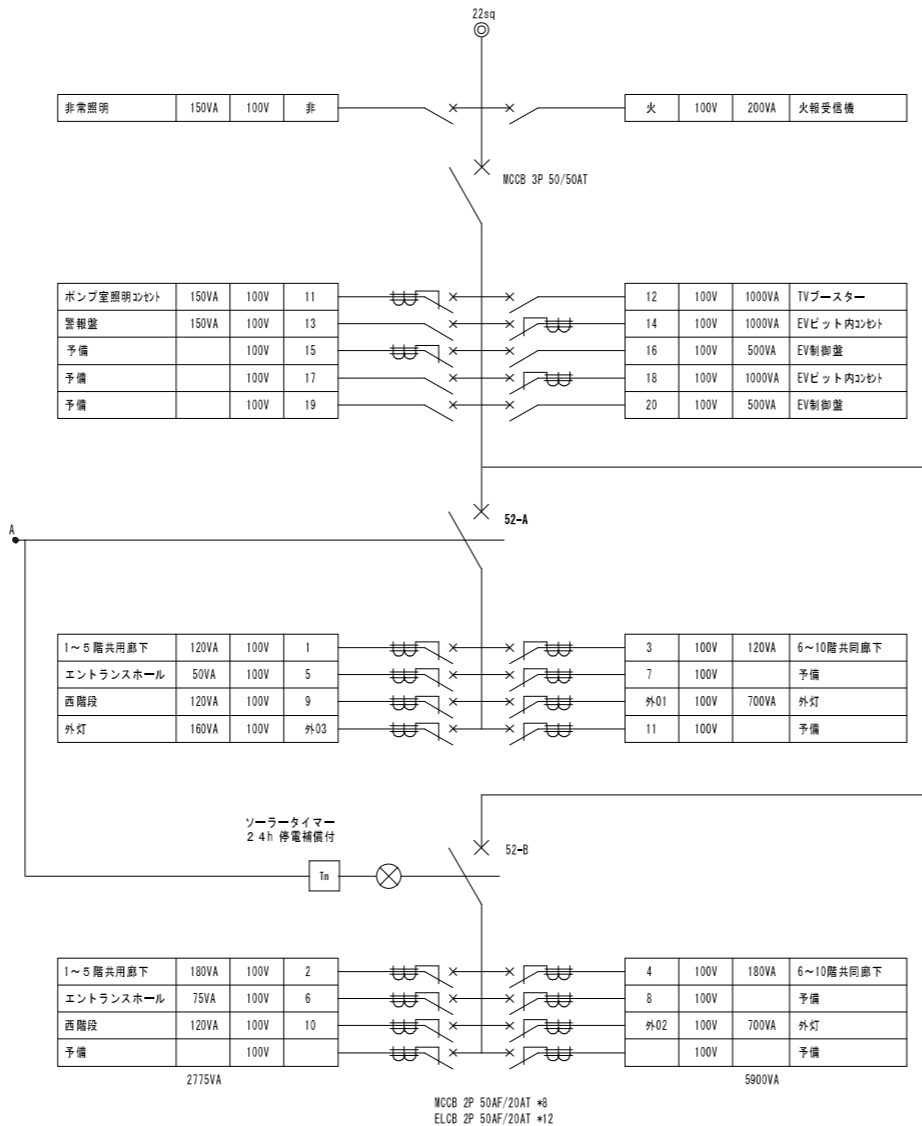 22sq
非常照明 150VA 100V 非
火 100V 200VA 火報受信機
MCCB 3P 50/50AT
ポンプ室照明コンセント 150VA 100V 11
12 100V 1000VA TVブースター
警報盤 150VA 100V 13
14 100V 1000VA EVピット内コンセント
予備 100V 15
16 100V 500VA EV制御盤
予備 100V 17
18 100V 1000VA EVピット内コンセント
予備 100V 19
20 100V 500VA EV制御盤
52-A
A
1～5階共用廊下 120VA 100V 1
3 100V 120VA 6～10階共同廊下
エントランスホール 50VA 100V 5
7 100V 予備
西階段 120VA 100V 9
外01 100V 700VA 外灯
外灯 160VA 100V 外03
11 100V 予備
ソーラータイマー
24h 停電補償付
52-B
Tm
1～5階共用廊下 180VA 100V 2
4 100V 180VA 6～10階共同廊下
エントランスホール 75VA 100V 6
8 100V 予備
西階段 120VA 100V 10
外02 100V 700VA 外灯
予備 100V
100V 予備
2775VA
5900VA
MCCB 2P 50AF/20AT *8
ELCB 2P 50AF/20AT *12